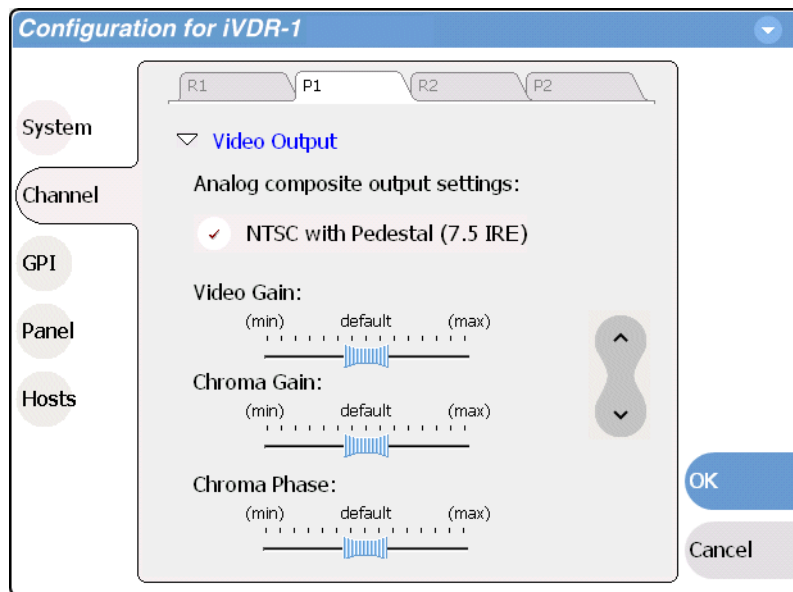 Configuration for iVDR-1
R1 P1 R2 P2
System
Channel
GPI
Panel
Hosts
Video Output
Analog composite output settings:
✓ NTSC with Pedestal (7.5 IRE)
Video Gain:
(min) default (max)
Chroma Gain:
(min) default (max)
Chroma Phase:
(min) default (max)
OK
Cancel